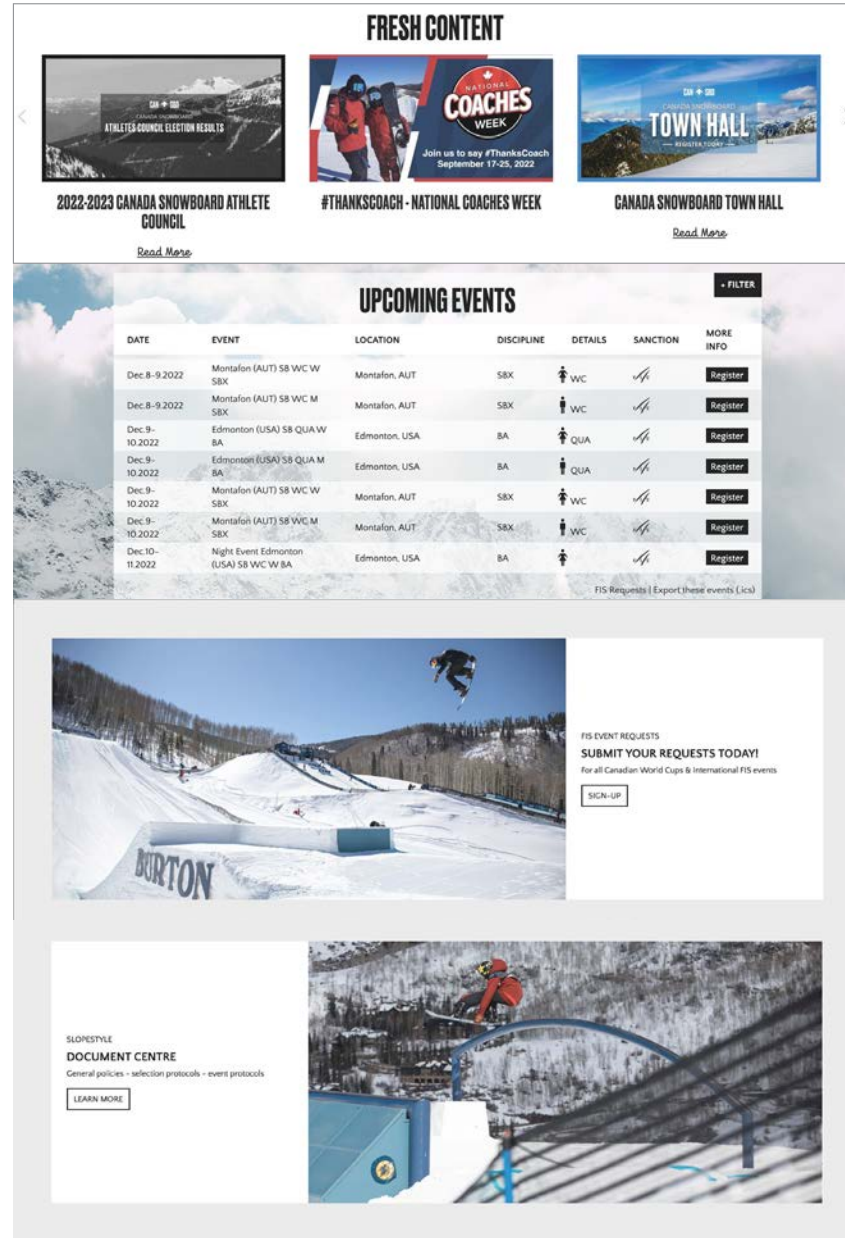 FRESH CONTENT
CAN SBD
CANADA SNOWBOARD
ATHLETES COUNCIL ELECTION RESULTS
NATIONAL
COACHES
WEEK
Join us to say #ThanksCoach
September 17-25, 2022
CAN SBD
CANADA SNOWBOARD
TOWN HALL
REGISTER TODAY
2022-2023 CANADA SNOWBOARD ATHLETE
COUNCIL
Read More
#THANKSCOACH - NATIONAL COACHES WEEK
CANADA SNOWBOARD TOWN HALL
Read More
+ FILTER
UPCOMING EVENTS
DATE EVENT LOCATION DISCIPLINE DETAILS SANCTION MORE
INFO
Dec.8-9.2022 Montafon (AUT) SB WC W
SBX Montafon, AUT SBX WC Register
Dec.8-9.2022 Montafon (AUT) SB WC M
SBX Montafon, AUT SBX WC Register
Dec.9-
10.2022 Edmonton (USA) SB QUA W
BA Edmonton, USA BA QUA Register
Dec.9-
10.2022 Edmonton (USA) SB QUA M
BA Edmonton, USA BA QUA Register
Dec.9-
10.2022 Montafon (AUT) SB WC W
SBX Montafon, AUT SBX WC Register
Dec.9-
10.2022 Montafon (AUT) SB WC M
SBX Montafon, AUT SBX WC Register
Dec.10-
11.2022 Night Event Edmonton
(USA) SB WC W BA Edmonton, USA BA Register
FIS Requests | Export these events (.ics)
BURTON
FIS EVENT REQUESTS
SUBMIT YOUR REQUESTS TODAY!
For all Canadian World Cups & International FIS events
SIGN-UP
SLOPESTYLE
DOCUMENT CENTRE
General policies - selection protocols - event protocols
LEARN MORE